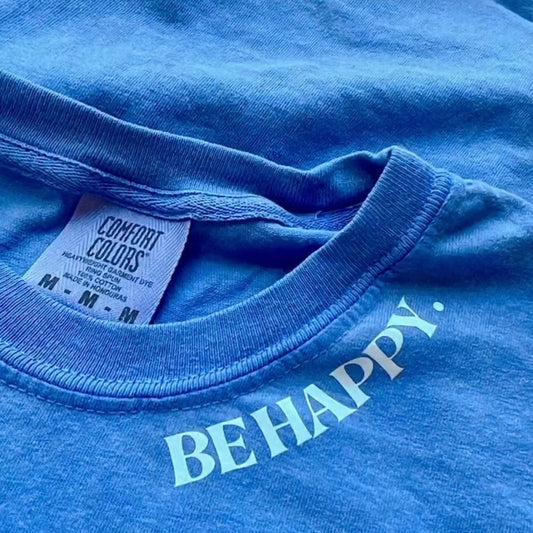 COMFORT
COLORS®
HEAVYWEIGHT GARMENT DYE
RING SPUN
100% COTTON
MADE IN HONDURAS
M - M - M
BE HAPPY.